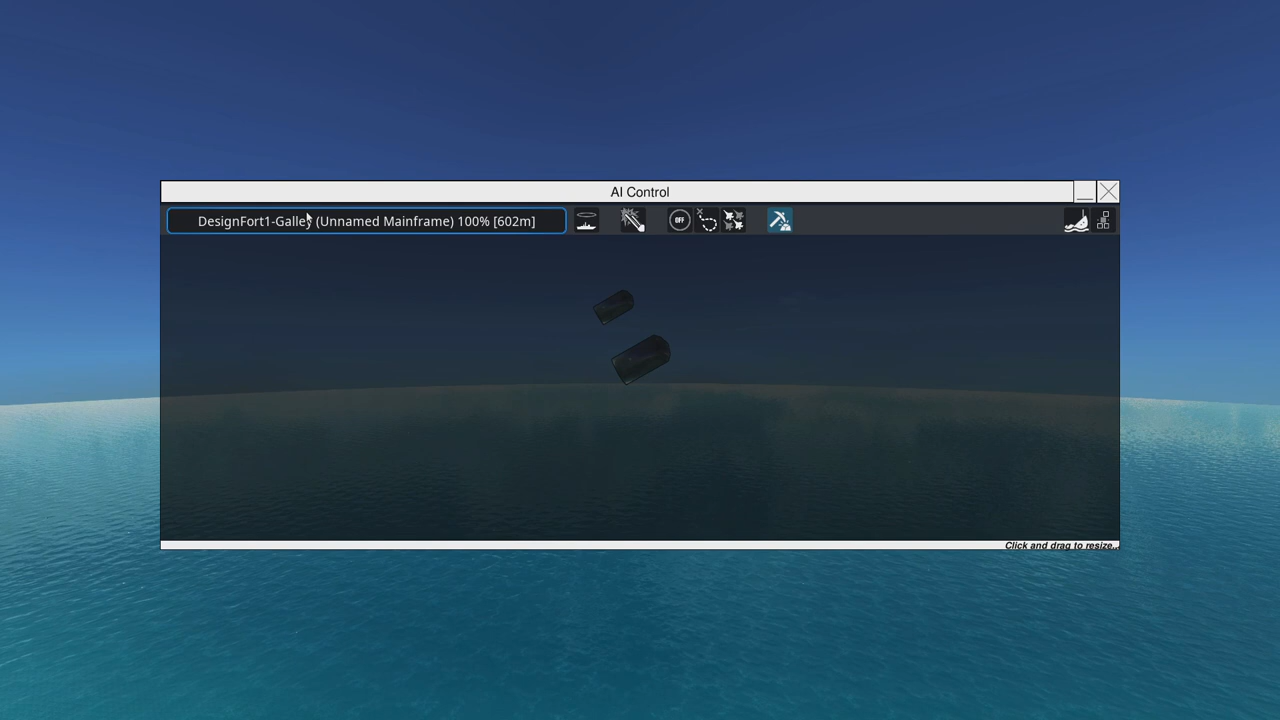 AI Control
DesignFort1-Galley (Unnamed Mainframe) 100% [602m]
OFF
Click and drag to resize...